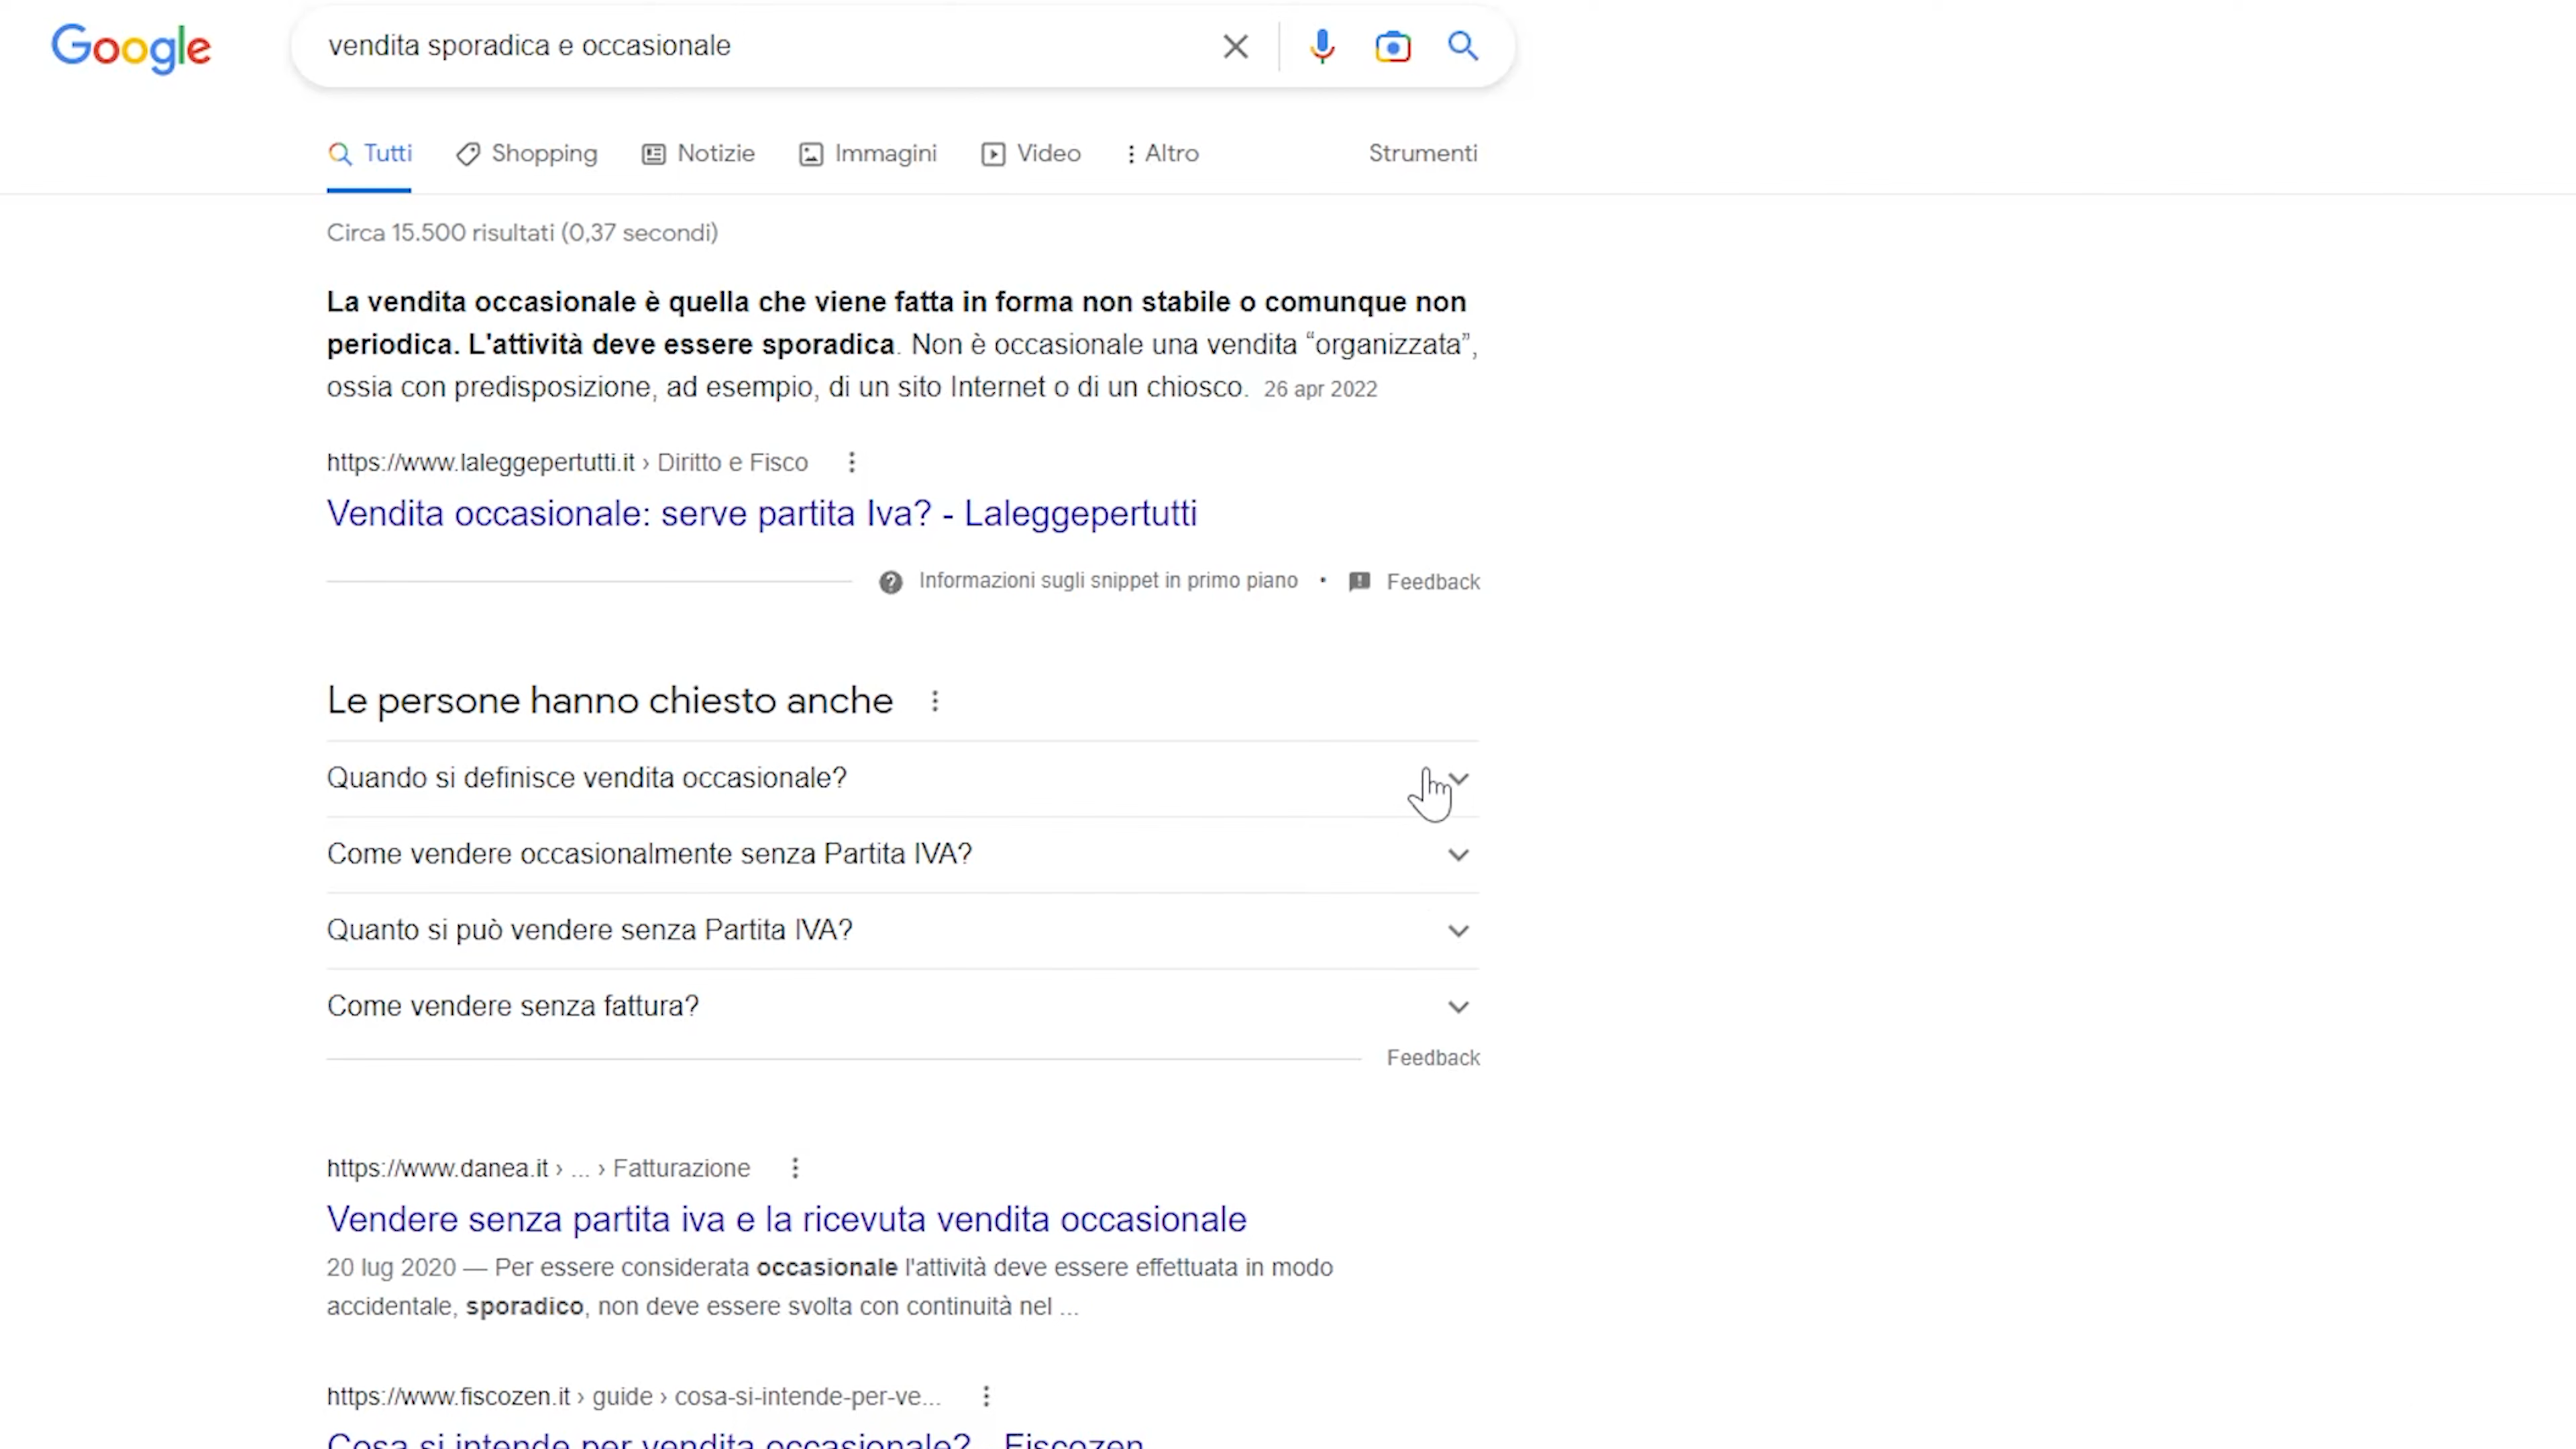 Google
vendita sporadica e occasionale
Tutti Shopping Notizie Immagini Video Altro Strumenti
Circa 15.500 risultati (0,37 secondi)
La vendita occasionale è quella che viene fatta in forma non stabile o comunque non
periodica. L'attività deve essere sporadica. Non è occasionale una vendita “organizzata”,
ossia con predisposizione, ad esempio, di un sito Internet o di un chiosco. 26 apr 2022
https://www.laleggepertutti.it › Diritto e Fisco
Vendita occasionale: serve partita Iva? - Laleggepertutti
Informazioni sugli snippet in primo piano • Feedback
Le persone hanno chiesto anche
Quando si definisce vendita occasionale?
Come vendere occasionalmente senza Partita IVA?
Quanto si può vendere senza Partita IVA?
Come vendere senza fattura?
Feedback
https://www.danea.it › ... › Fatturazione
Vendere senza partita iva e la ricevuta vendita occasionale
20 lug 2020 — Per essere considerata occasionale l'attività deve essere effettuata in modo
accidentale, sporadico, non deve essere svolta con continuità nel ...
https://www.fiscozen.it › guide › cosa-si-intende-per-ve...
Cosa si intende per vendita occasionale? - Fiscozen